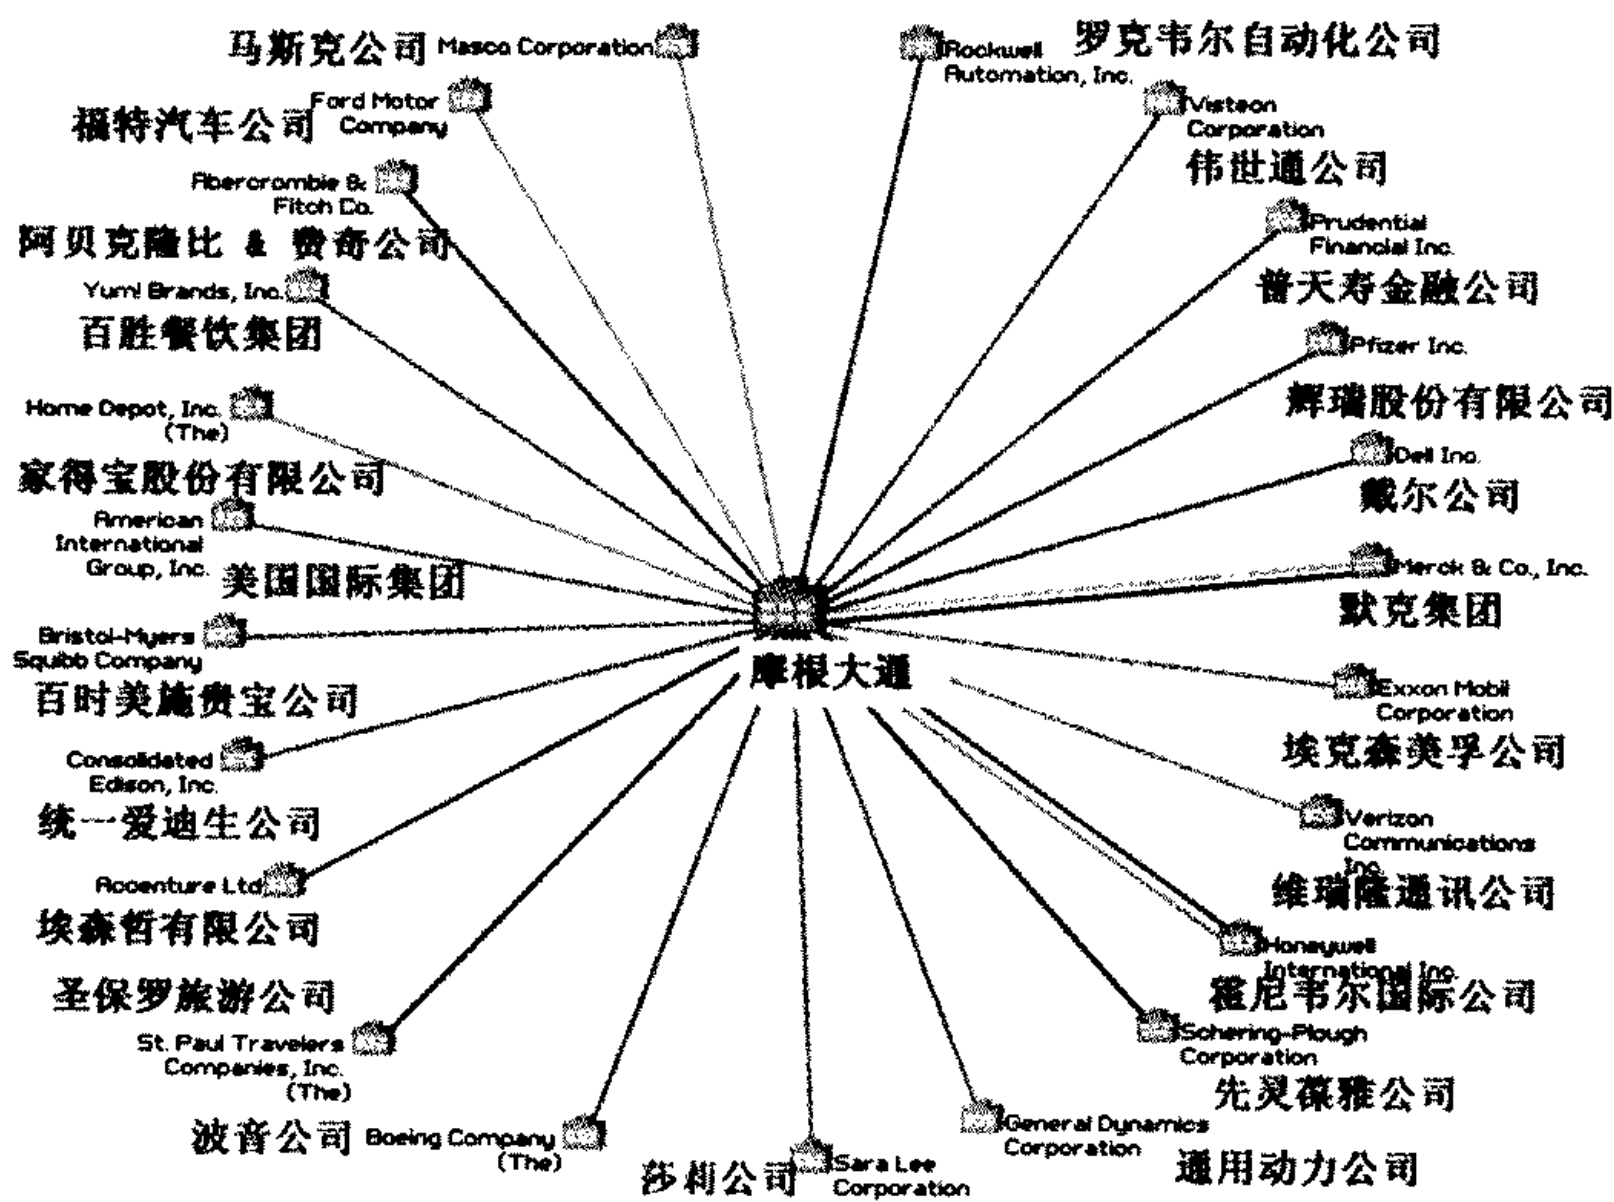 马斯克公司 Masco Corporation
Rockwell
Automation, Inc.
罗克韦尔自动化公司
Ford Motor
Company
福特汽车公司
Visteon
Corporation
伟世通公司
Abercrombie &
Fitch Co.
阿贝克隆比 & 费奇公司
Prudential
Financial Inc.
普天寿金融公司
Yum! Brands, Inc.
百胜餐饮集团
Pfizer Inc.
辉瑞股份有限公司
Home Depot, Inc.
(The)
家得宝股份有限公司
Dell Inc.
戴尔公司
American
International
Group, Inc.
美国国际集团
Merck & Co., Inc.
默克集团
Bristol-Myers
Squibb Company
百时美施贵宝公司
摩根大通
Exxon Mobil
Corporation
埃克森美孚公司
Consolidated
Edison, Inc.
统一爱迪生公司
Verizon
Communications
Inc.
维瑞隆通讯公司
Accenture Ltd
埃森哲有限公司
Honeywell
International Inc.
霍尼韦尔国际公司
圣保罗旅游公司
St. Paul Travelers
Companies, Inc.
(The)
Schering-Plough
Corporation
先灵葆雅公司
波音公司 Boeing Company
(The)
莎莉公司
Sara Lee
Corporation
General Dynamics
Corporation
通用动力公司